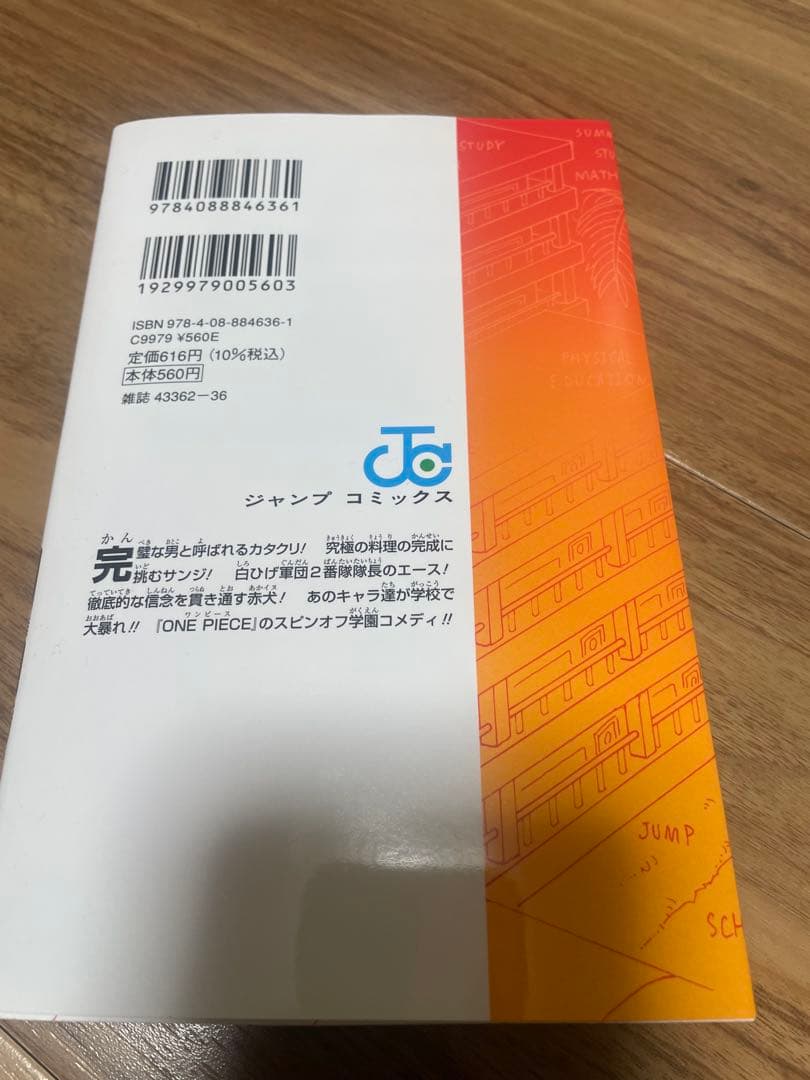 9784088846361
1929979005603
ISBN 978-4-08-884636-1
C9979 ¥560E
定価616円(10%税込)
本体560円
雑誌 43362-36
JC
ジャンプ コミックス
完璧な男と呼ばれるカタクリ! 究極の料理の完成に
挑むサンジ! 白ひげ軍団2番隊隊長のエース!
徹底的な信念を貫き通す赤犬! あのキャラ達が学校で
大暴れ!! 『ONE PIECE』のスピンオフ学園コメディ!!
STUDY
SUMM
STU
MATH
PHYSICAL
EDUCATION
JUMP
SCH